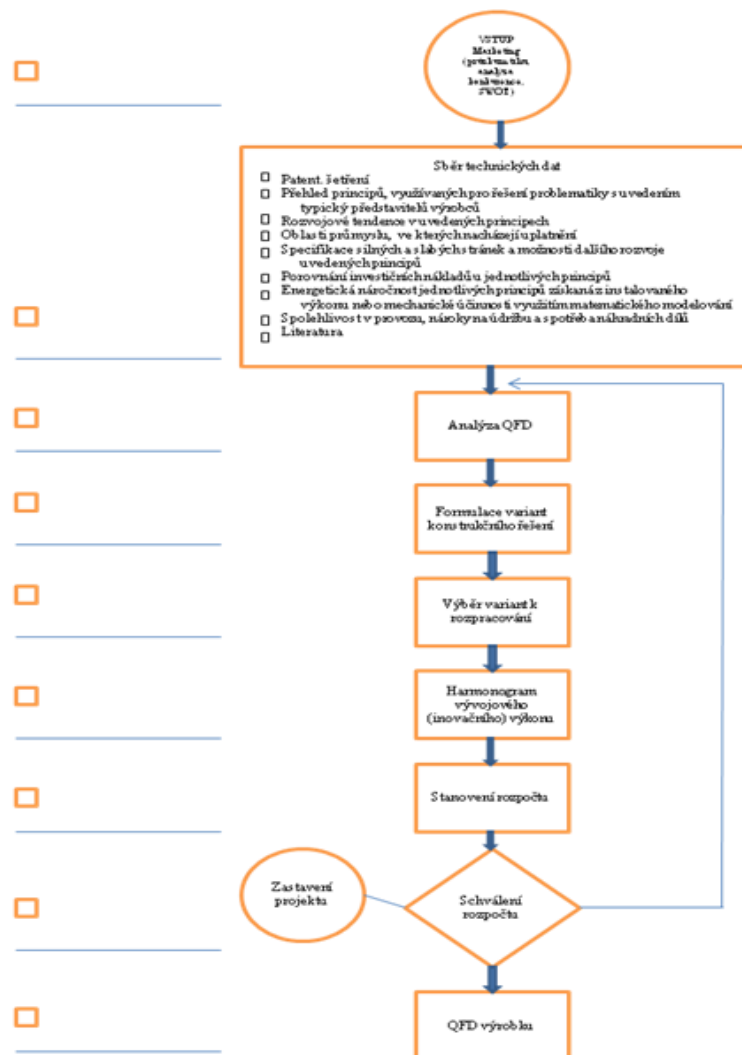 VSTUP
Marketing
analýza
konkurence,
SWOT)
Sběr technických dat
Patent. šetření
Přehled principů, využívaných pro řešení problematiky s uvedením
typický představitelů výrobců
Rozvojové tendence v uvedených principech
Oblasti průmyslu, ve kterých nacházejí uplatnění
Specifikace silných a slabých stránek a možnosti dalšího rozvoje
uvedených principů
Porovnání investičních nákladů u jednotlivých principů
Energetická náročnost jednotlivých principů získaná z instalovaného
výkonu nebo mechanické účinnosti využitím matematického modelování
Spolehlivost v provozu, nároky na údržbu a spotřeba náhradních dílů
Literatura
Analýza QFD
Formulace variant
konstrukčního řešení
Výběr variant k
rozpracování
Harmonogram
vývojového
(inovačního) výkonu
Stanovení rozpočtu
Zastavení
projektu
Schválení
rozpočtu
QFD výrobku